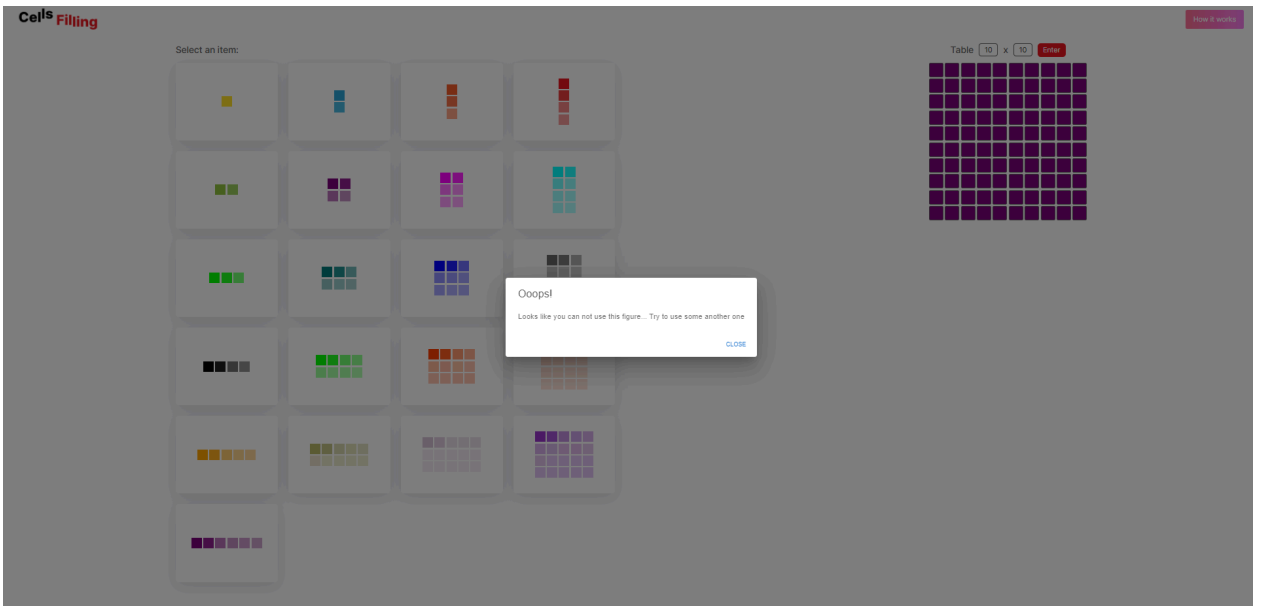 Cells Filling
How it works
Select an item:
Table 10 x 10 Enter
Ooops!
Looks like you can not use this figure... Try to use some another one
CLOSE